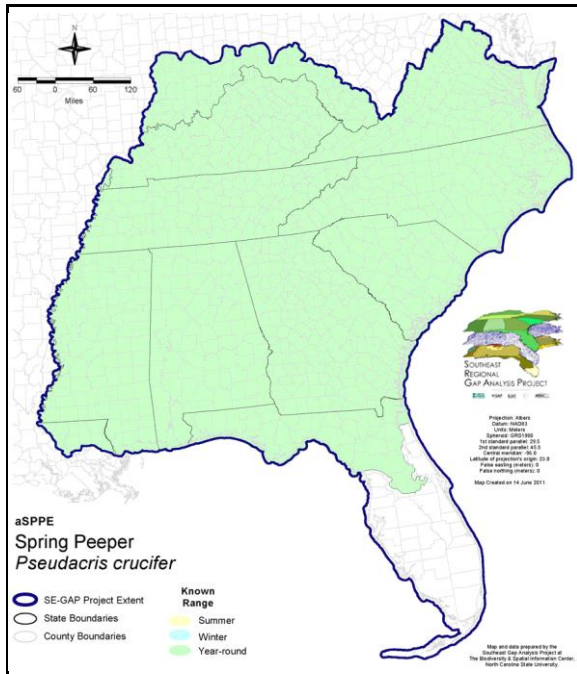 N
60 0 60 120
Miles
SOUTHEAST
REGIONAL
GAP ANALYSIS PROJECT
USGS
Projection: Albers
Datum: NAD83
Units: Meters
Spheroid: GRS1980
1st standard parallel: 29.5
2nd standard parallel: 45.5
Central meridian: -96.0
Latitude of projection's origin: 23.0
False easting (meters): 0
False northing (meters): 0
Map Created on 14 June 2011
aSPPE
Spring Peeper
Pseudacris crucifer
SE-GAP Project Extent
State Boundaries
County Boundaries
Known
Range
Summer
Winter
Year-round
Map and data prepared by the
Southeast Gap Analysis Project at
The Biodiversity & Spatial Information Center,
North Carolina State University.